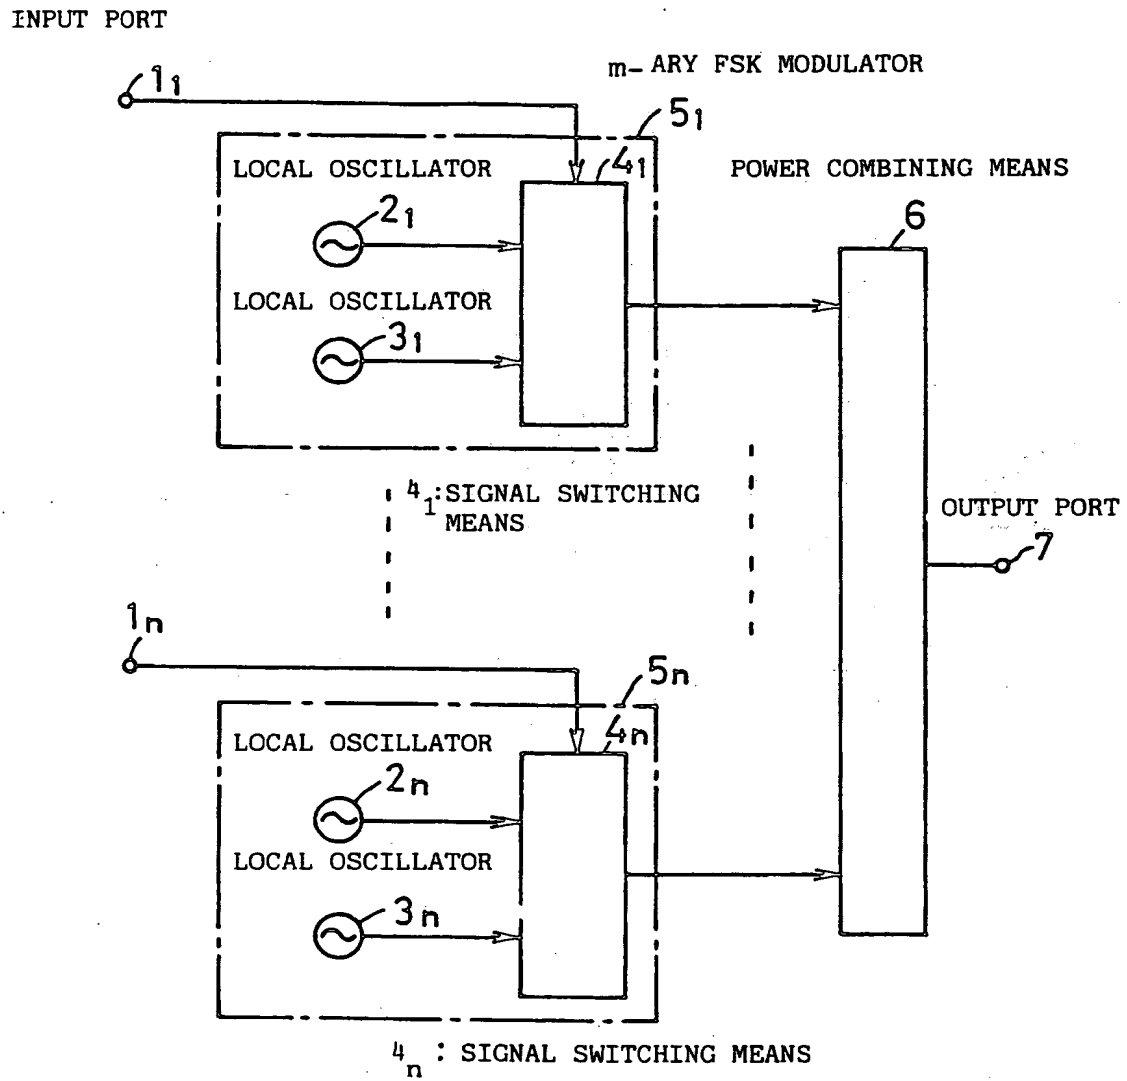 INPUT PORT
1₁
m- ARY FSK MODULATOR
5₁
LOCAL OSCILLATOR
4₁
POWER COMBINING MEANS
2₁
6
LOCAL OSCILLATOR
3₁
4₁:SIGNAL SWITCHING
MEANS
OUTPUT PORT
7
1n
5n
LOCAL OSCILLATOR
4n
2n
LOCAL OSCILLATOR
3n
4n : SIGNAL SWITCHING MEANS